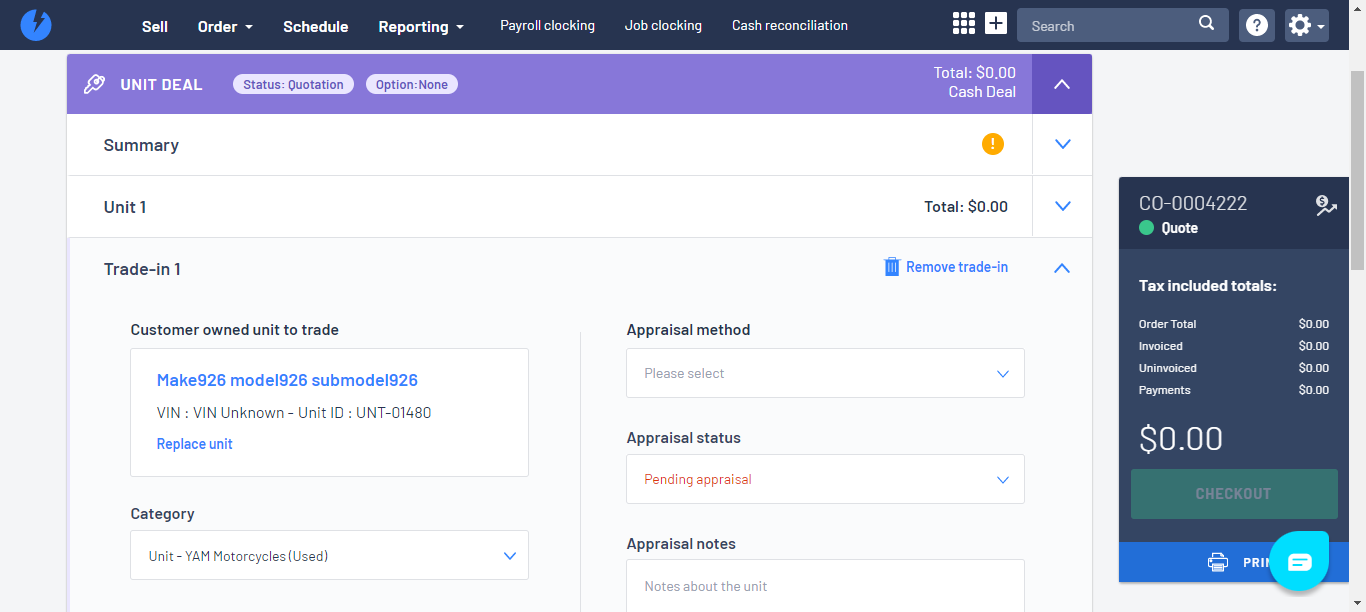 Sell
Order
Schedule
Reporting
Payroll clocking
Job clocking
Cash reconciliation
Search
UNIT DEAL
Status: Quotation
Option:None
Total: $0.00
Cash Deal
Summary
Unit 1
Total: $0.00
Trade-in 1
Remove trade-in
Customer owned unit to trade
Make926 model926 submodel926
VIN : VIN Unknown - Unit ID : UNT-01480
Replace unit
Category
Unit - YAM Motorcycles (Used)
Appraisal method
Please select
Appraisal status
Pending appraisal
Appraisal notes
Notes about the unit
CO-0004222
Quote
Tax included totals:
Order Total $0.00
Invoiced $0.00
Uninvoiced $0.00
Payments $0.00
$0.00
CHECKOUT